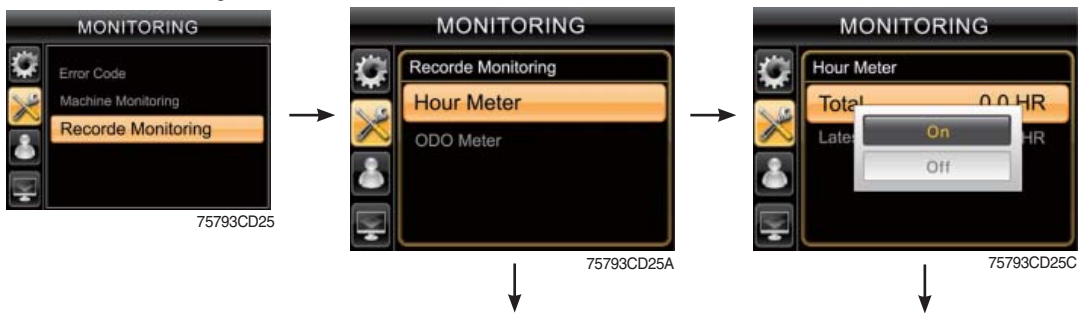 MONITORING
Error Code
Machine Monitoring
Recorde Monitoring
75793CD25
MONITORING
Recorde Monitoring
Hour Meter
ODO Meter
75793CD25A
MONITORING
Hour Meter
Total 0.0 HR
HR
On
Off
75793CD25C